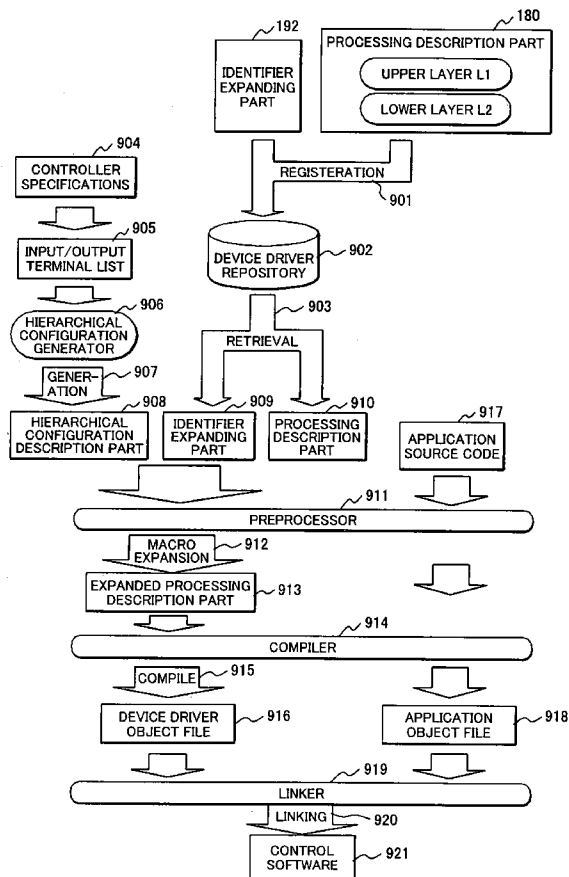 192
180
IDENTIFIER
EXPANDING
PART
PROCESSING DESCRIPTION PART
UPPER LAYER L1
LOWER LAYER L2
904
CONTROLLER
SPECIFICATIONS
REGISTERATION
901
905
INPUT/OUTPUT
TERMINAL LIST
DEVICE DRIVER
REPOSITORY
902
906
HIERARCHICAL
CONFIGURATION
GENERATOR
903
RETRIEVAL
GENER-
ATION
907
908
HIERARCHICAL
CONFIGURATION
DESCRIPTION PART
909
IDENTIFIER
EXPANDING
PART
910
PROCESSING
DESCRIPTION
PART
917
APPLICATION
SOURCE CODE
911
PREPROCESSOR
MACRO
EXPANSION
912
EXPANDED PROCESSING
DESCRIPTION PART
913
914
COMPILER
COMPILE
915
DEVICE DRIVER
OBJECT FILE
916
APPLICATION
OBJECT FILE
918
919
LINKER
LINKING
920
CONTROL
SOFTWARE
921